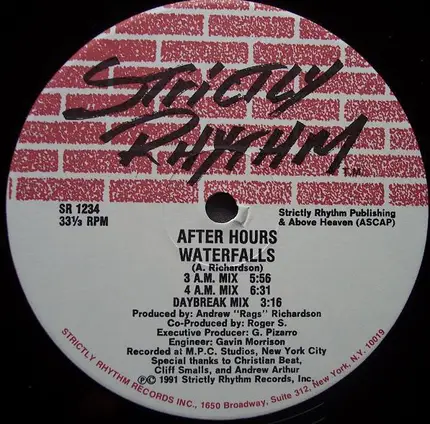 STRICTLY
RHYTHM T.M.
SR 1234
33⅓ RPM
Strictly Rhythm Publishing
& Above Heaven (ASCAP)
AFTER HOURS
WATERFALLS
(A. Richardson)
3 A.M. MIX 5:56
4 A.M. MIX 6:31
DAYBREAK MIX 3:16
Produced by: Andrew "Rags" Richardson
Co-Produced by: Roger S.
Executive Producer: G. Pizarro
Engineer: Gavin Morrison
Recorded at M.P.C. Studios, New York City
Special thanks to Christian Beat,
Cliff Smalls, and Andrew Arthur
℗© 1991 Strictly Rhythm Records, Inc.
STRICTLY RHYTHM RECORDS INC., 1650 Broadway, Suite 312, New York, N.Y. 10019